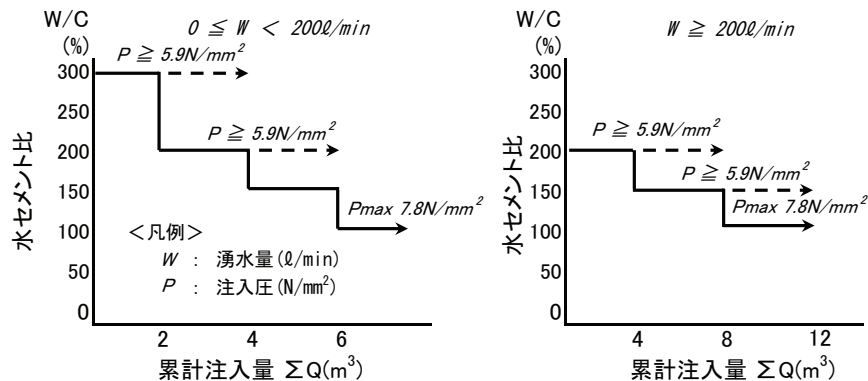 W/C
(%)
0 ≦ W < 200ℓ/min
P ≧ 5.9N/mm²
300
250
P ≧ 5.9N/mm²
200
150
Pmax 7.8N/mm²
100
50
0
水セメント比
<凡例>
W : 湧水量(ℓ/min)
P : 注入圧(N/mm²)
2 4 6
累計注入量 ΣQ(m³)
W/C
(%)
W ≧ 200ℓ/min
300
250
P ≧ 5.9N/mm²
200
P ≧ 5.9N/mm²
150
Pmax 7.8N/mm²
100
50
0
水セメント比
4 8 12
累計注入量 ΣQ(m³)